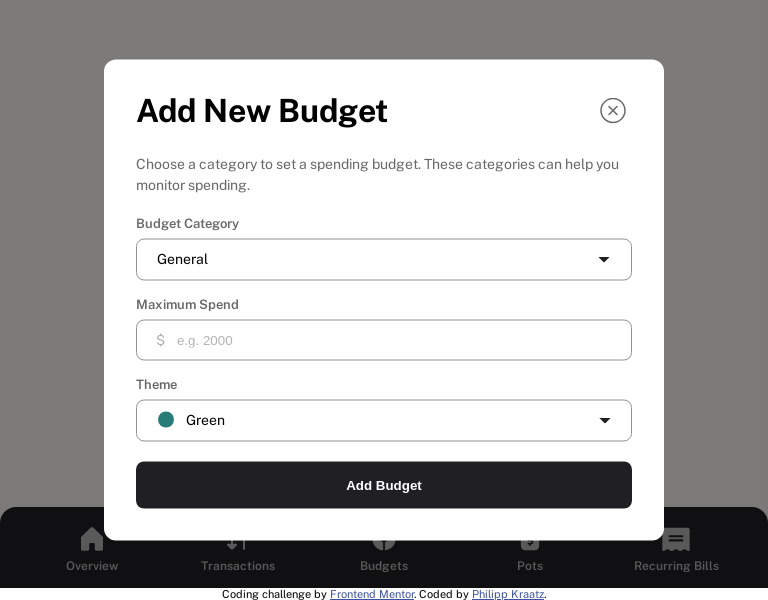 Add New Budget
Choose a category to set a spending budget. These categories can help you
monitor spending.
Budget Category
General
Maximum Spend
$ e.g. 2000
Theme
Green
Add Budget
Overview Transactions Budgets Pots Recurring Bills
Coding challenge by Frontend Mentor. Coded by Philipp Kraatz.